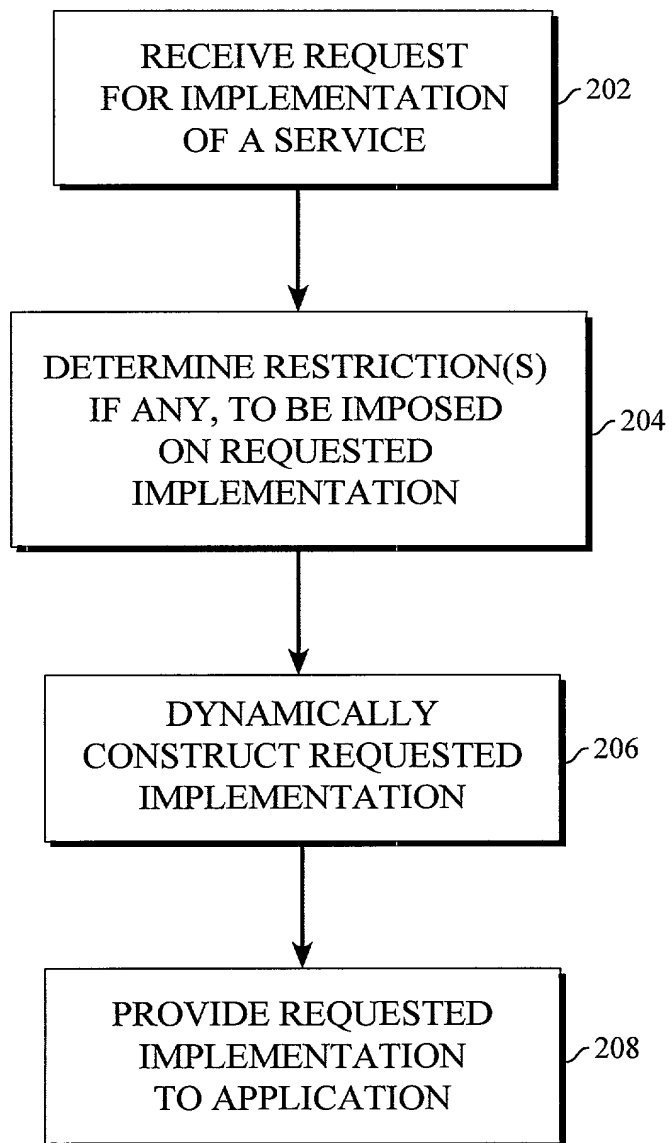 RECEIVE REQUEST
FOR IMPLEMENTATION
OF A SERVICE
202
DETERMINE RESTRICTION(S)
IF ANY, TO BE IMPOSED
ON REQUESTED
IMPLEMENTATION
204
DYNAMICALLY
CONSTRUCT REQUESTED
IMPLEMENTATION
206
PROVIDE REQUESTED
IMPLEMENTATION
TO APPLICATION
208